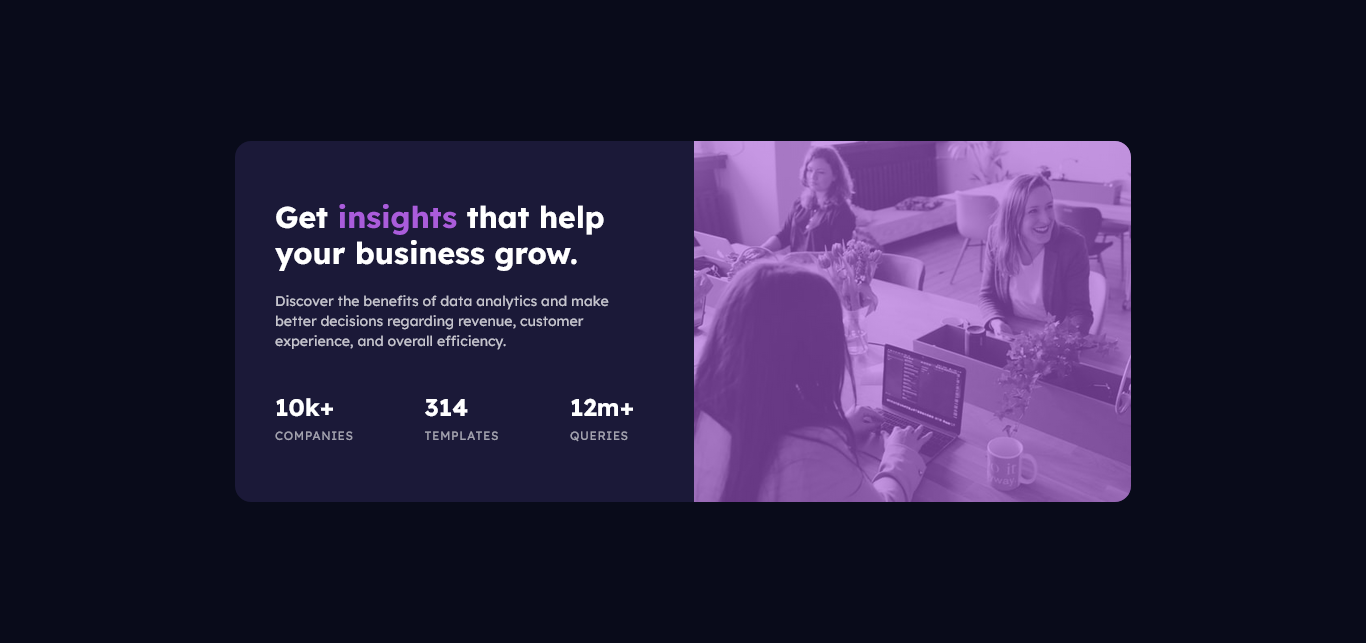 Get insights that help
your business grow.
Discover the benefits of data analytics and make
better decisions regarding revenue, customer
experience, and overall efficiency.
10k+ 314 12m+
COMPANIES TEMPLATES QUERIES